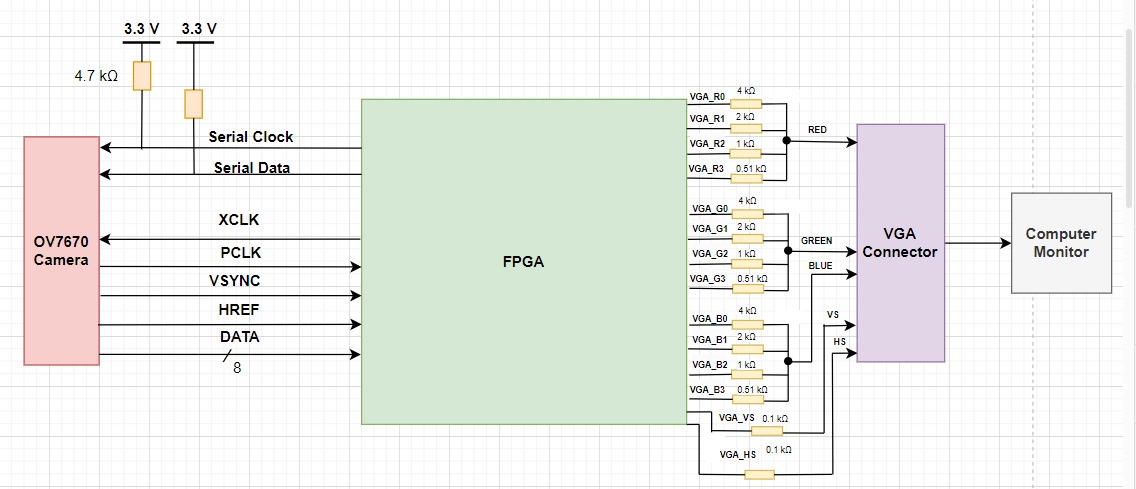 3.3 V
3.3 V
4.7 kΩ
Serial Clock
Serial Data
XCLK
PCLK
VSYNC
HREF
DATA
8
OV7670
Camera
FPGA
VGA_R0
4 kΩ
VGA_R1
2 kΩ
VGA_R2
1 kΩ
VGA_R3
0.51 kΩ
RED
VGA_G0
4 kΩ
VGA_G1
2 kΩ
VGA_G2
1 kΩ
VGA_G3
0.51 kΩ
GREEN
BLUE
VGA_B0
4 kΩ
VGA_B1
2 kΩ
VGA_B2
1 kΩ
VGA_B3
0.51 kΩ
VS
HS
VGA_VS
0.1 kΩ
VGA_HS
0.1 kΩ
VGA
Connector
Computer
Monitor